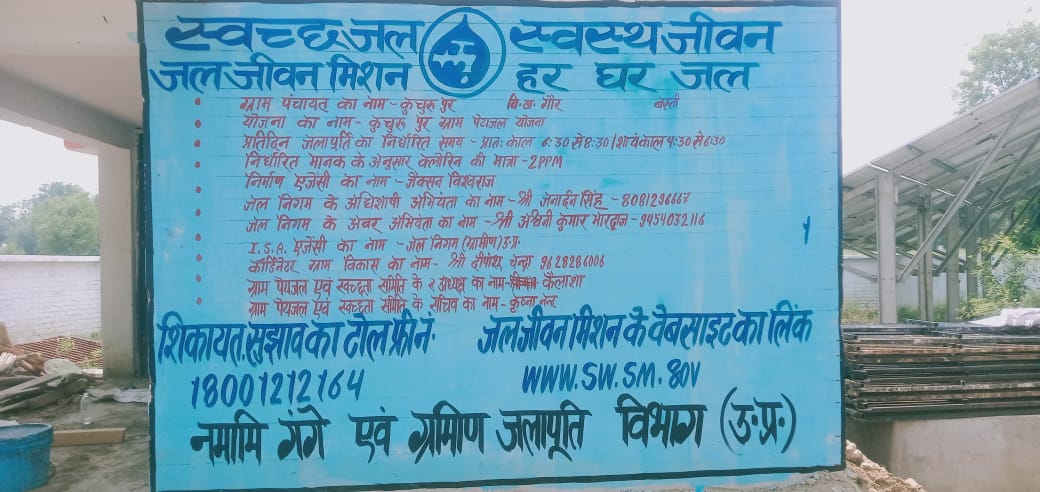 स्वच्छ जल स्वस्थ जीवन
जल जीवन मिशन हर घर जल
ग्राम पंचायत का नाम - कुचुरु पुर वि.ख. गौर बस्ती
योजना का नाम - कुचुरु पुर ग्राम पेयजल योजना
प्रतिदिन जलापूर्ति का निर्धारित समय - प्रातः काल 6:30 से 8:30 / शायंकाल 4:30 से 6:30
निर्धारित मानक के अनुसार क्लोरिन की मात्रा - 2PPM
निर्माण एजेंसी का नाम - जैक्सन विश्वराज
जल निगम के अधिशाषी अभियंता का नाम - श्री जनार्दन सिंह - 8081296667
जल निगम के अवर अभियंता का नाम - श्री अश्विनी कुमार भारद्वाज - 9454032116
I.S.A. एजेंसी का नाम - जल निगम (ग्रामीण) उ.प्र.
कॉर्डिनेटर ग्राम विकास का नाम - श्री दीपांशु चन्द्रा 9628286006
ग्राम पेयजल एवं स्वच्छता समिति के अध्यक्ष का नाम - कैलाशा
ग्राम पेयजल एवं स्वच्छता समिति के सचिव का नाम - कृष्ना नन्द
शिकायत, सुझाव का टोल फ्री नं. जल जीवन मिशन के वेबसाइट का लिंक
18001212164 WWW.SW.SM.GOV
नमामि गंगे एवं ग्रमिण जलापूति विभाग (उ.प्र.)